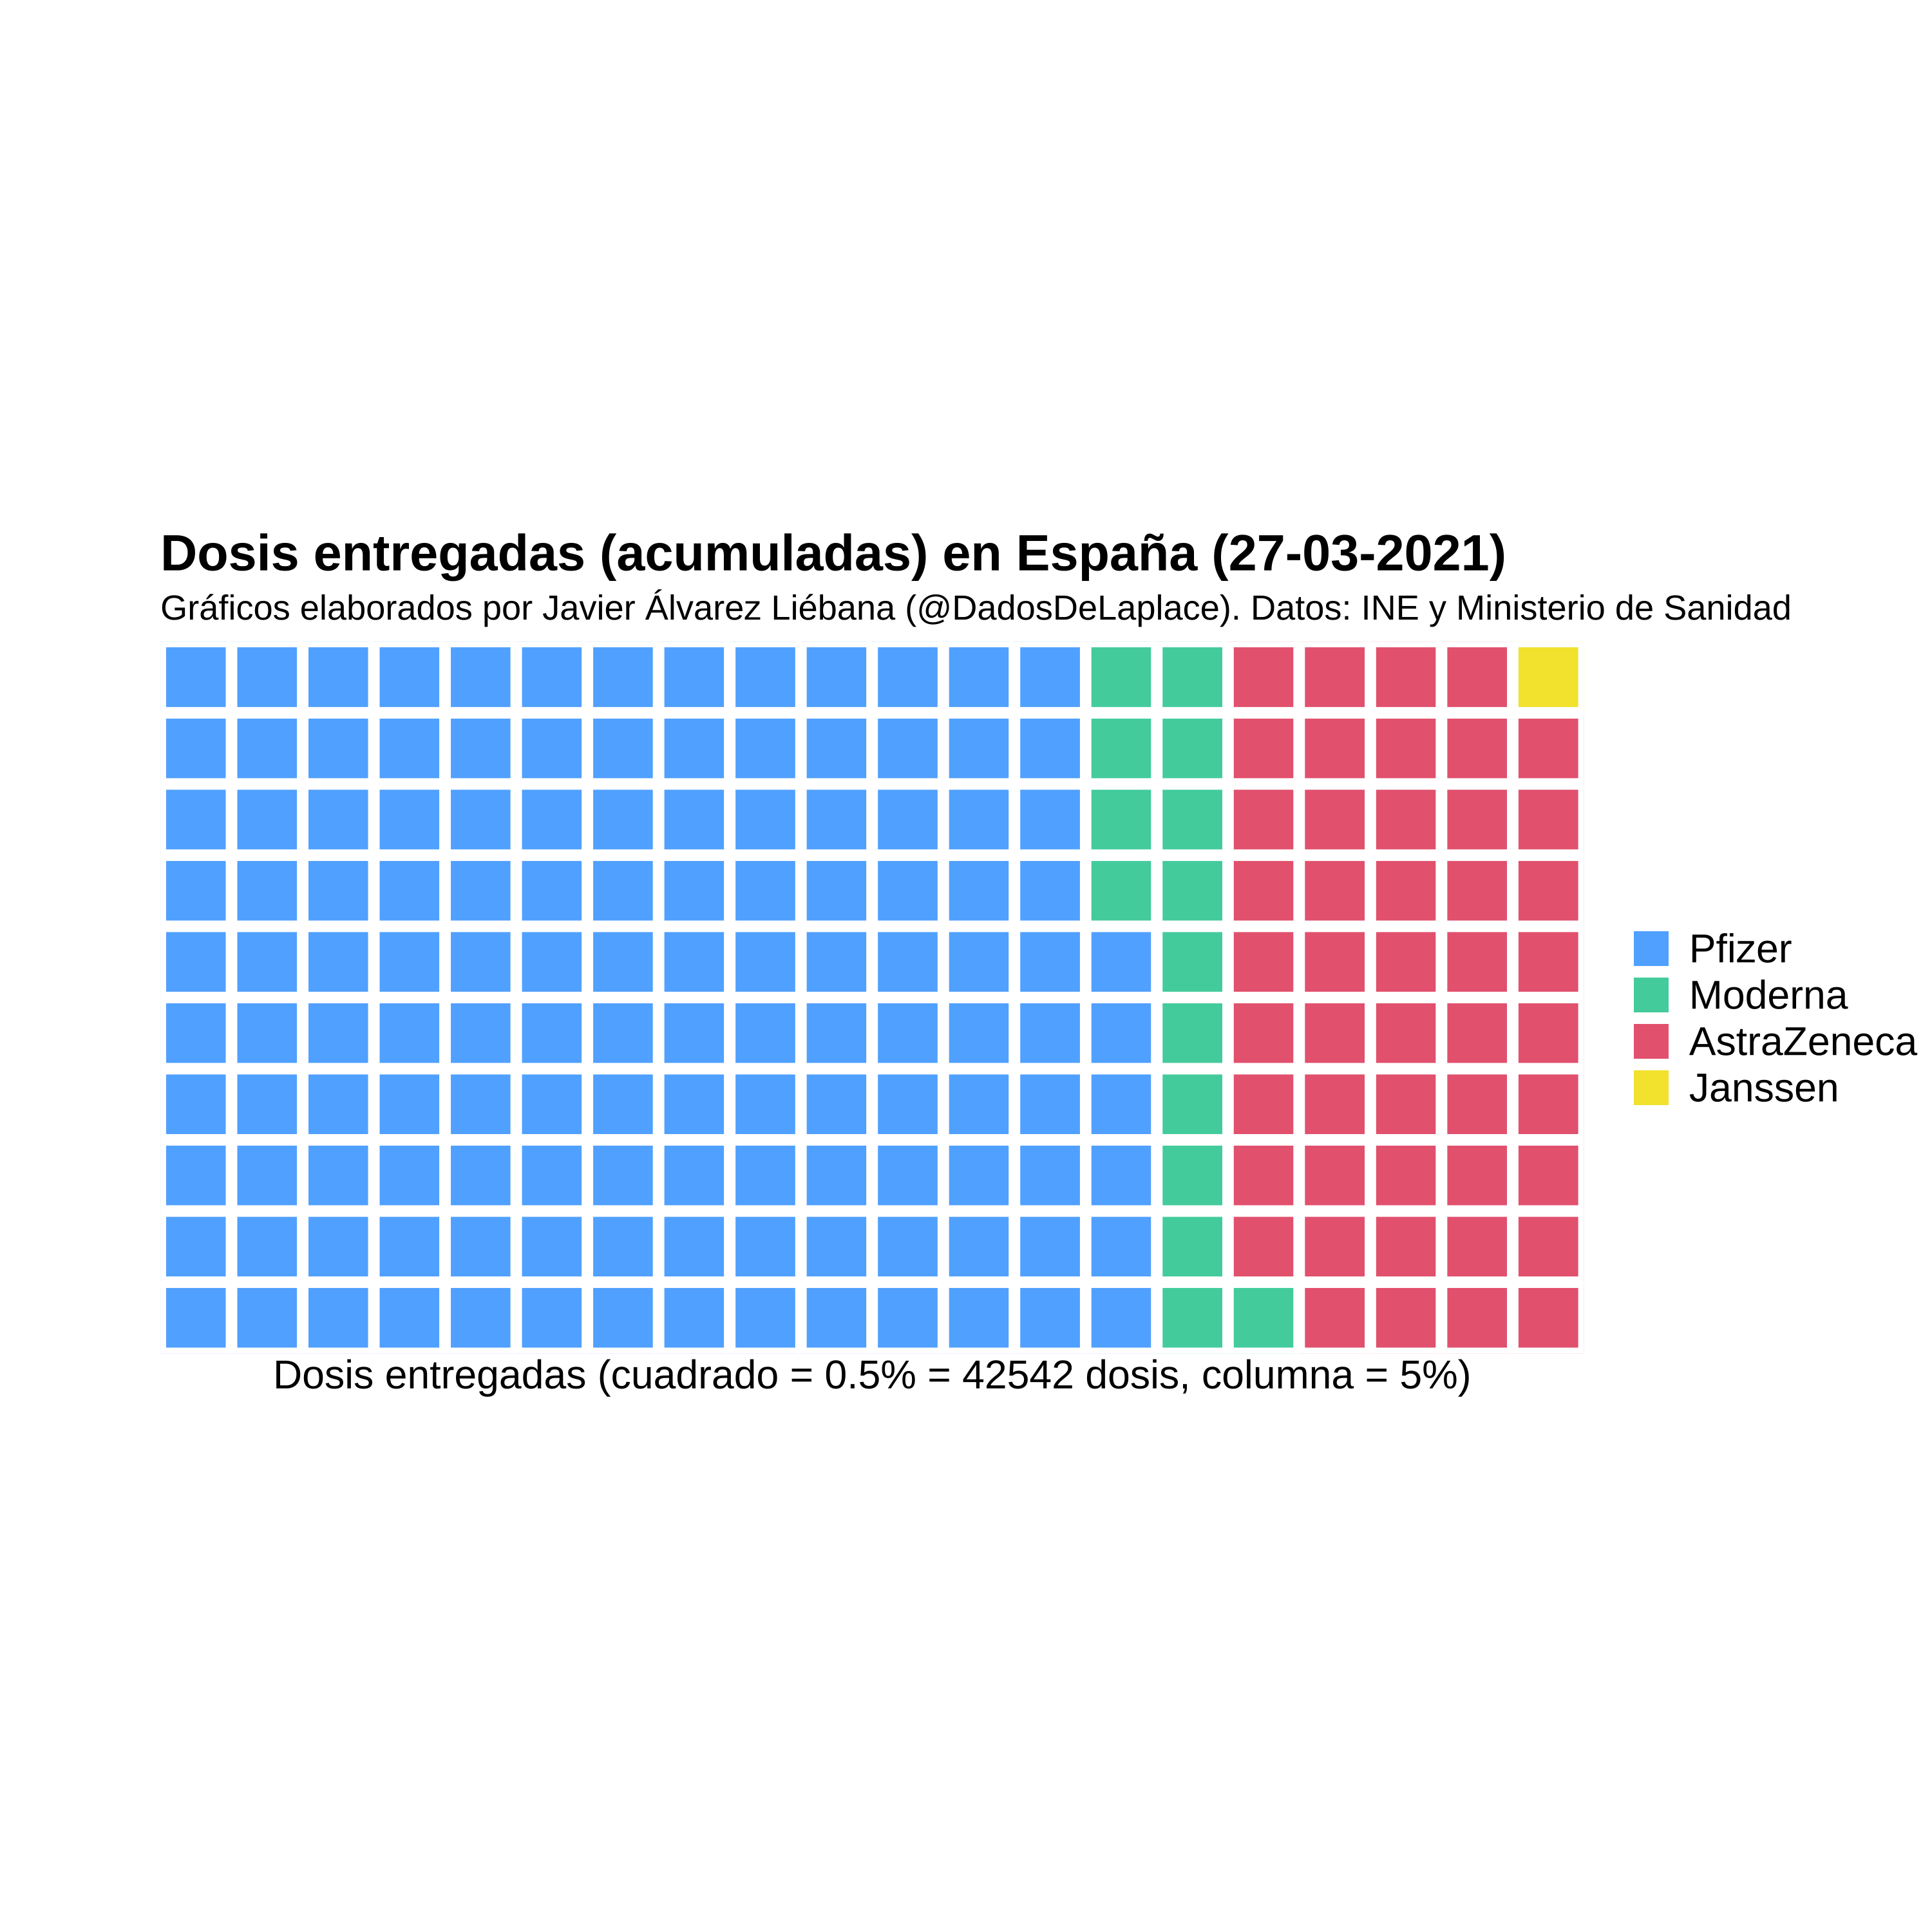 Dosis entregadas (acumuladas) en España (27-03-2021)
Gráficos elaborados por Javier Álvarez Liébana (@DadosDeLaplace). Datos: INE y Ministerio de Sanidad
Pfizer
Moderna
AstraZeneca
Janssen
Dosis entregadas (cuadrado = 0.5% = 42542 dosis, columna = 5%)